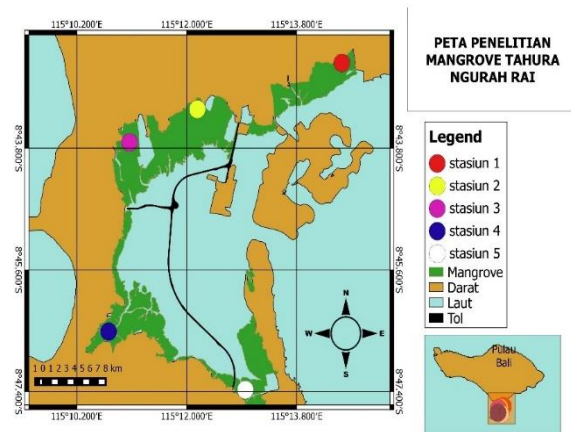 115°10.200'E 115°12.000'E 115°13.800'E
PETA PENELITIAN
MANGROVE TAHURA
NGURAH RAI
8°43.800'S
8°43.800'S
8°45.600'S
8°45.600'S
8°47.400'S
8°47.400'S
Legend
stasiun 1
stasiun 2
stasiun 3
stasiun 4
stasiun 5
Mangrove
Darat
Laut
Tol
N
W E
S
1 0 1 2 3 4 5 6 7 8 km
115°10.200'E 115°12.000'E 115°13.800'E
Pulau
Bali